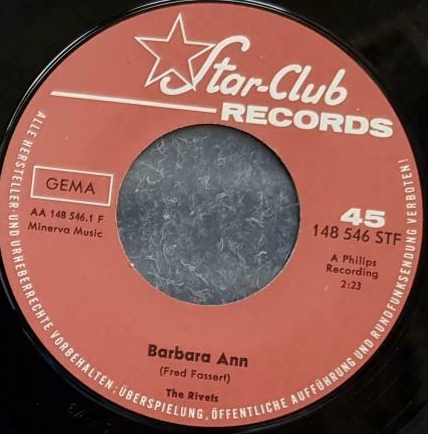 Star-Club
RECORDS
GEMA
AA 148 546.1 F
Minerva Music
45
148 546 STF
A Philips
Recording
2:23
Barbara Ann
(Fred Fassert)
The Rivets
ALLE HERSTELLER- UND URHEBERRECHTE VORBEHALTEN: ÜBERSPIELUNG, ÖFFENTLICHE AUFFÜHRUNG UND RUNDFUNKSENDUNG VERBOTEN!